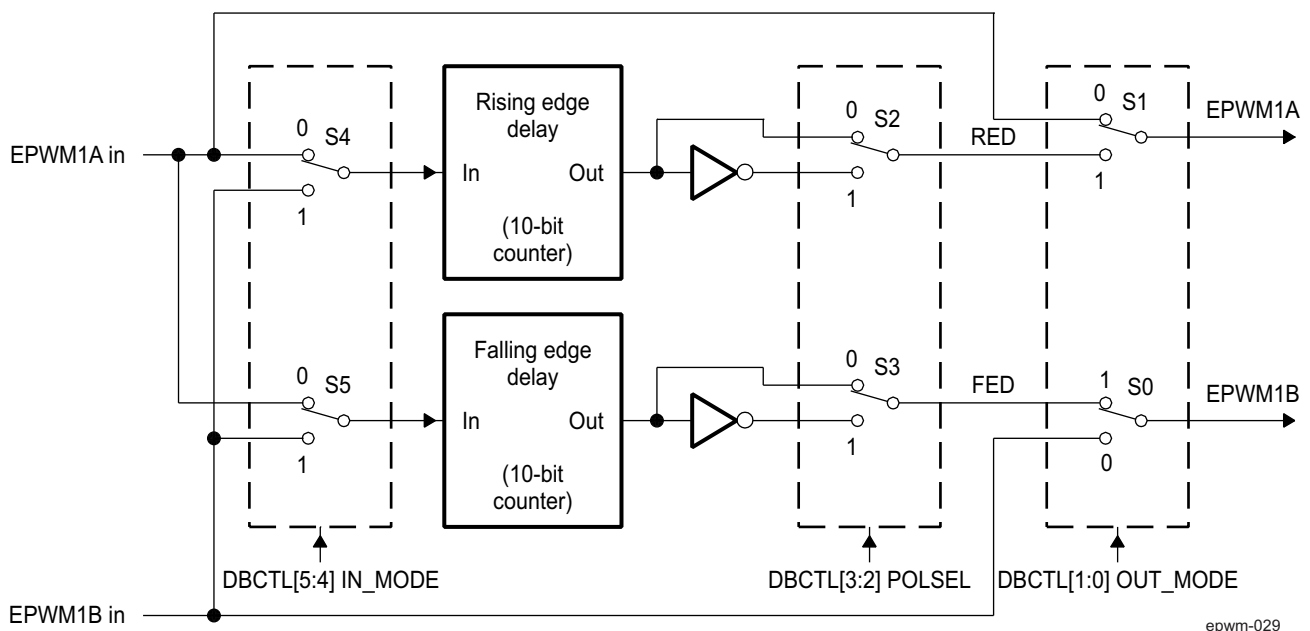 EPWM1A in
0
S4
1
Rising edge
delay
In
Out
(10-bit
counter)
0
S2
1
RED
0
S1
1
EPWM1A
0
S5
1
Falling edge
delay
In
Out
(10-bit
counter)
0
S3
1
FED
1
S0
0
EPWM1B
DBCTL[5:4] IN_MODE
DBCTL[3:2] POLSEL
DBCTL[1:0] OUT_MODE
EPWM1B in
epwm-029